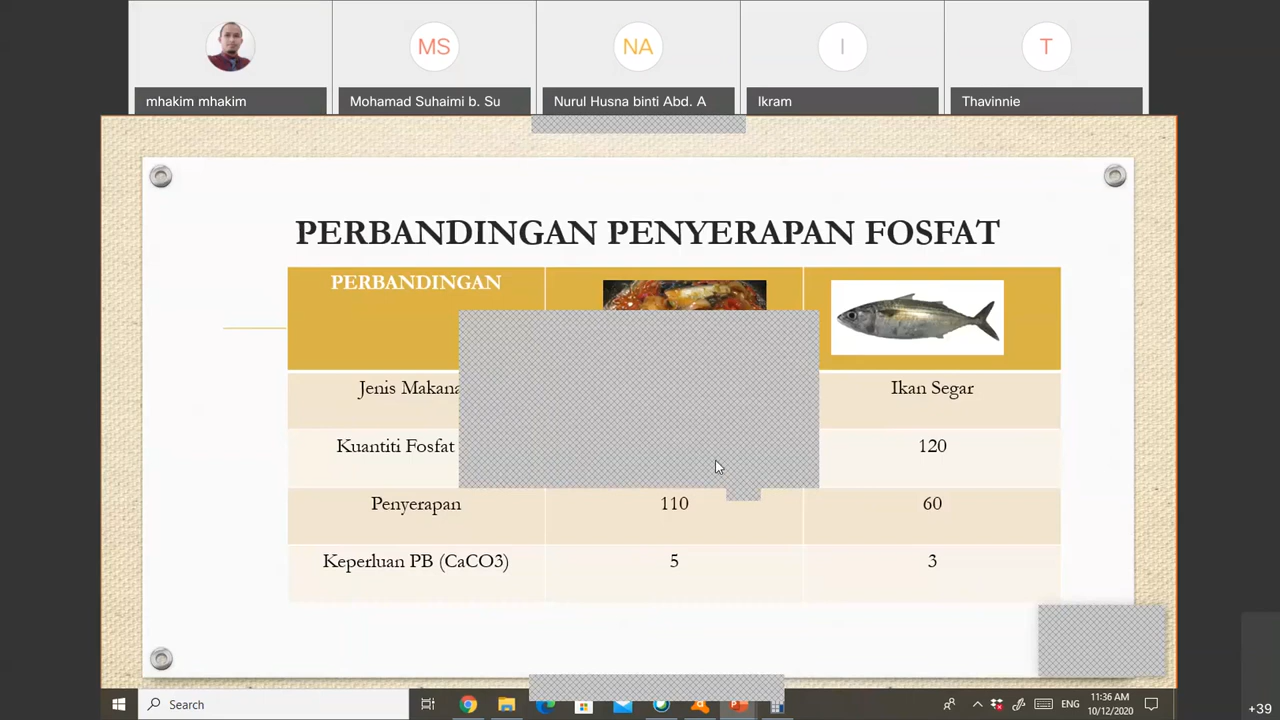 MS
NA
I
T
mhakim mhakim
Mohamad Suhaimi b. Su
Nurul Husna binti Abd. A
Ikram
Thavinnie
PERBANDINGAN PENYERAPAN FOSFAT
PERBANDINGAN
Jenis Makana
Ikan Segar
Kuantiti Fosfat
120
Penyerapan
110
60
Keperluan PB (CaCO3)
5
3
Search
ENG
11:36 AM
10/12/2020
+39